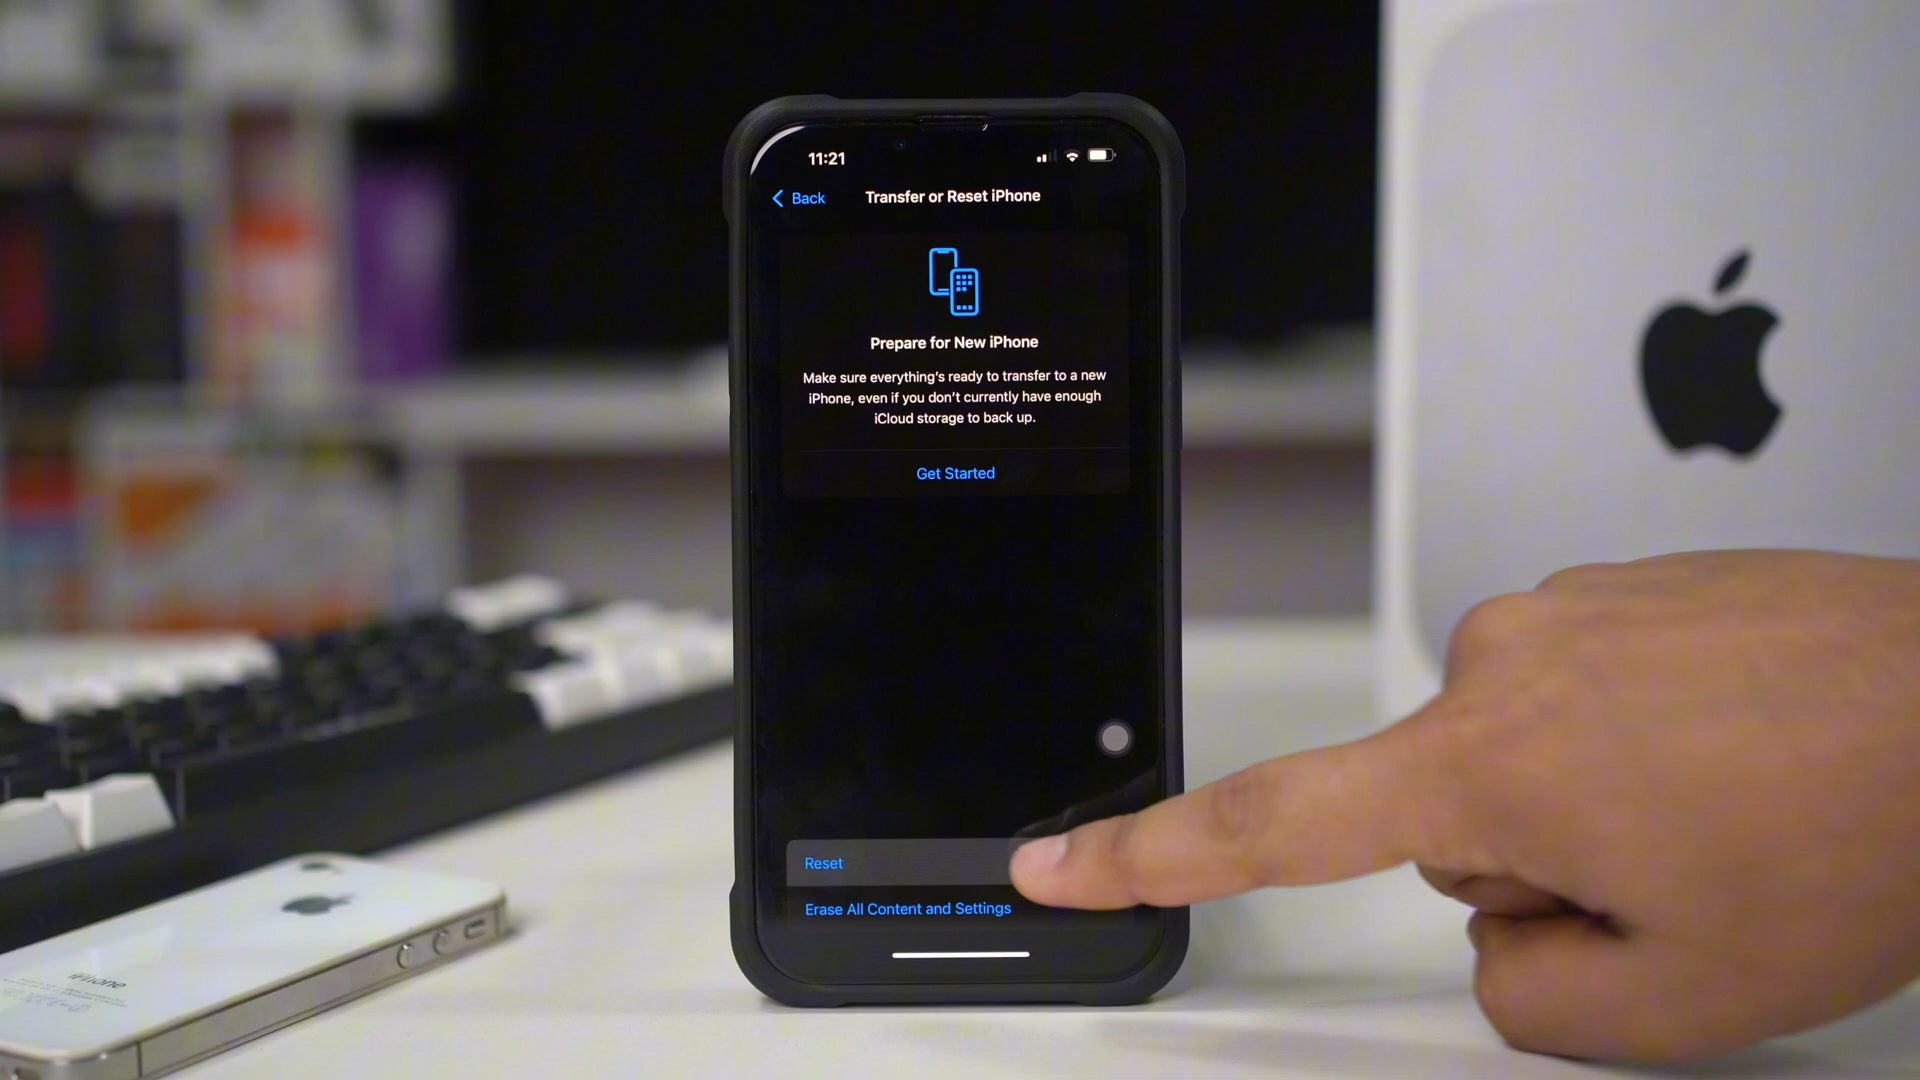 11:21
Back
Transfer or Reset iPhone
Prepare for New iPhone
Make sure everything's ready to transfer to a new
iPhone, even if you don't currently have enough
iCloud storage to back up.
Get Started
Reset
Erase All Content and Settings
iPhone